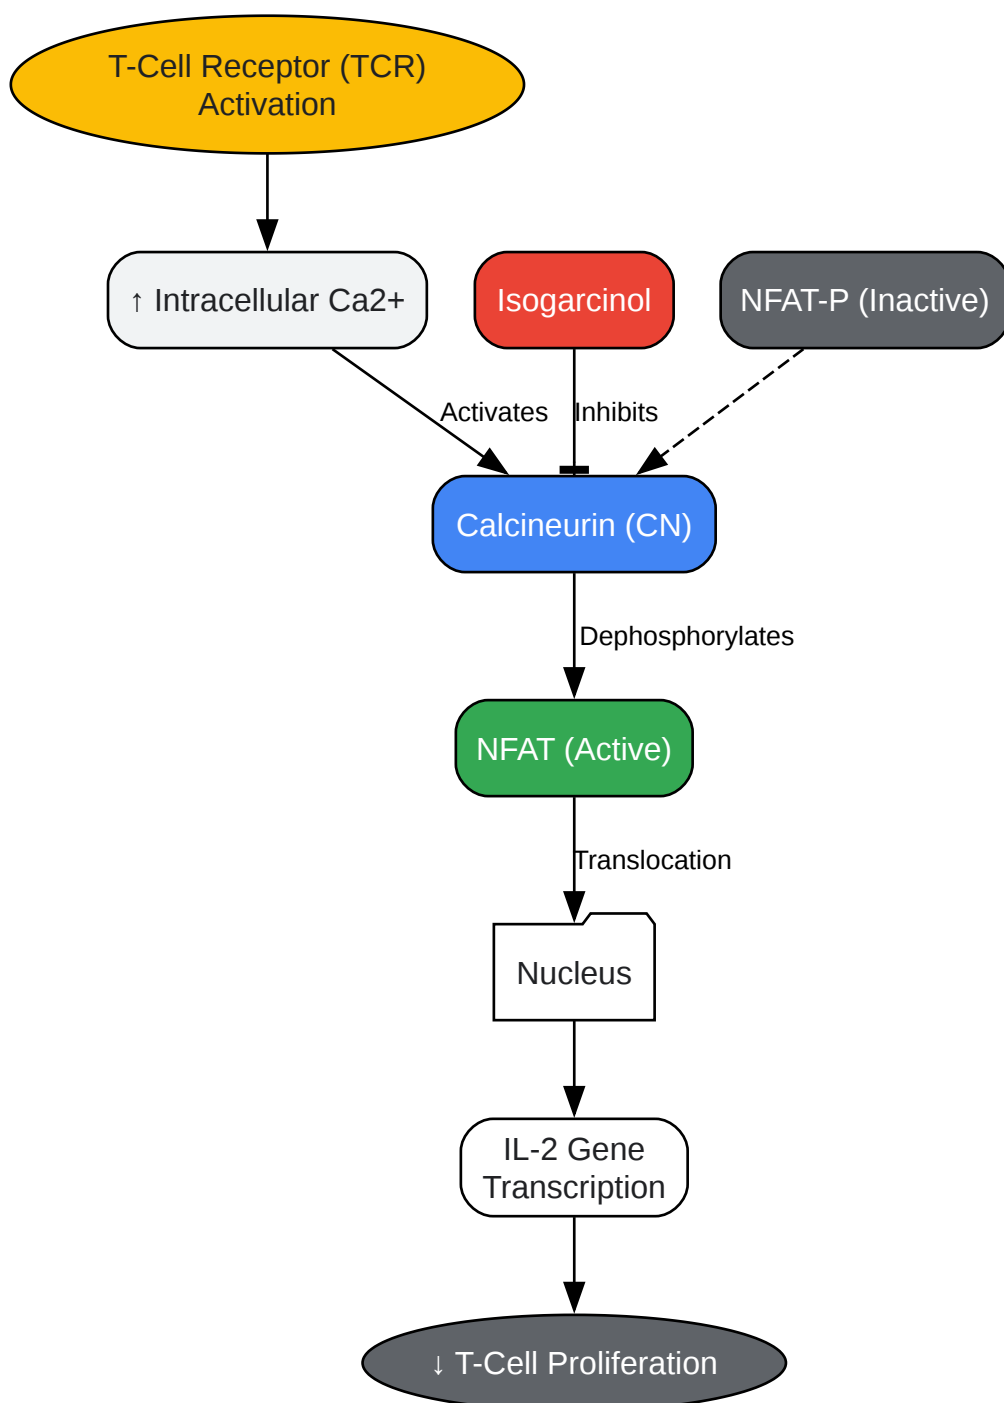 T-Cell Receptor (TCR)
Activation
↑ Intracellular Ca2+
Isogarcinol
NFAT-P (Inactive)
Activates
Inhibits
Calcineurin (CN)
Dephosphorylates
NFAT (Active)
Translocation
Nucleus
IL-2 Gene
Transcription
↓ T-Cell Proliferation